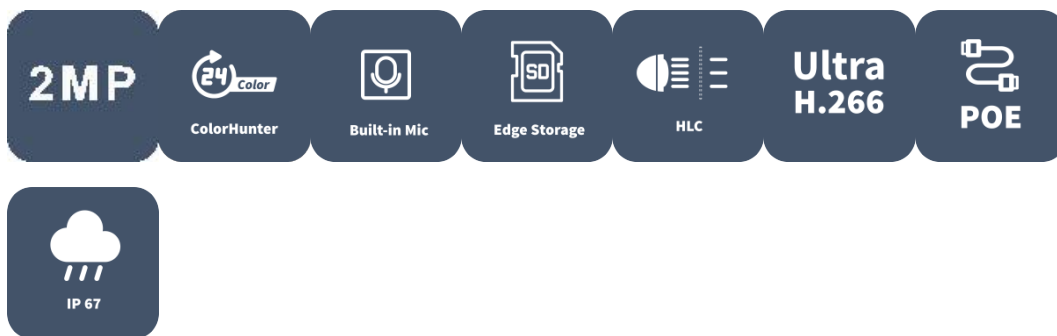 2MP
24 Color
ColorHunter
Built-in Mic
SD
Edge Storage
HLC
Ultra
H.266
POE
IP 67